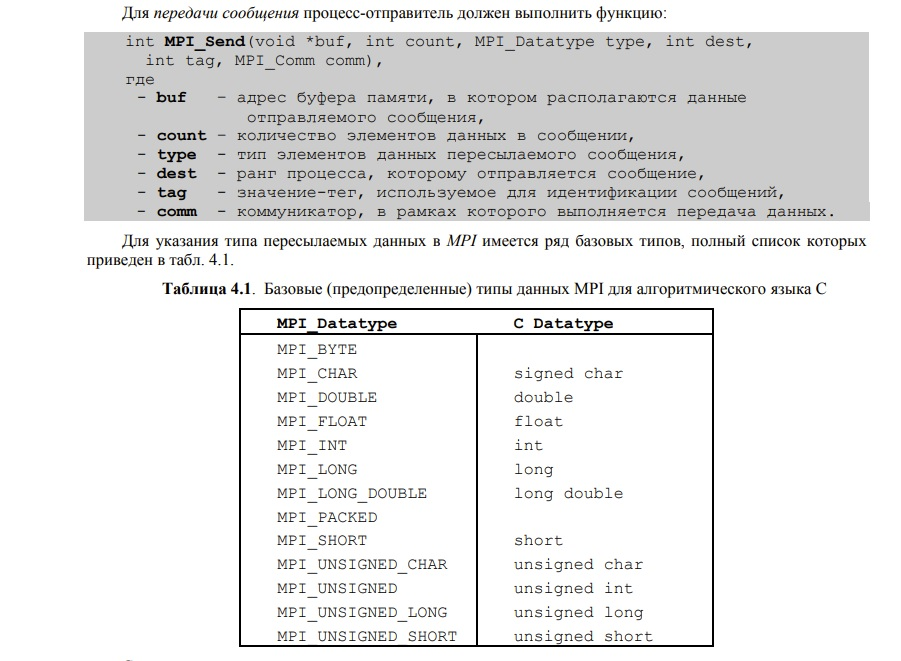 Для передачи сообщения процесс-отправитель должен выполнить функцию:
int MPI_Send(void *buf, int count, MPI_Datatype type, int dest,
int tag, MPI_Comm comm),
где
- buf – адрес буфера памяти, в котором располагаются данные
отправляемого сообщения,
- count – количество элементов данных в сообщении,
- type – тип элементов данных пересылаемого сообщения,
- dest – ранг процесса, которому отправляется сообщение,
- tag – значение-тег, используемое для идентификации сообщений,
- comm – коммуникатор, в рамках которого выполняется передача данных.
Для указания типа пересылаемых данных в MPI имеется ряд базовых типов, полный список которых
приведен в табл. 4.1.
Таблица 4.1. Базовые (предопределенные) типы данных MPI для алгоритмического языка C
MPI_Datatype C Datatype
MPI_BYTE
MPI_CHAR signed char
MPI_DOUBLE double
MPI_FLOAT float
MPI_INT int
MPI_LONG long
MPI_LONG_DOUBLE long double
MPI_PACKED
MPI_SHORT short
MPI_UNSIGNED_CHAR unsigned char
MPI_UNSIGNED unsigned int
MPI_UNSIGNED_LONG unsigned long
MPI_UNSIGNED_SHORT unsigned short